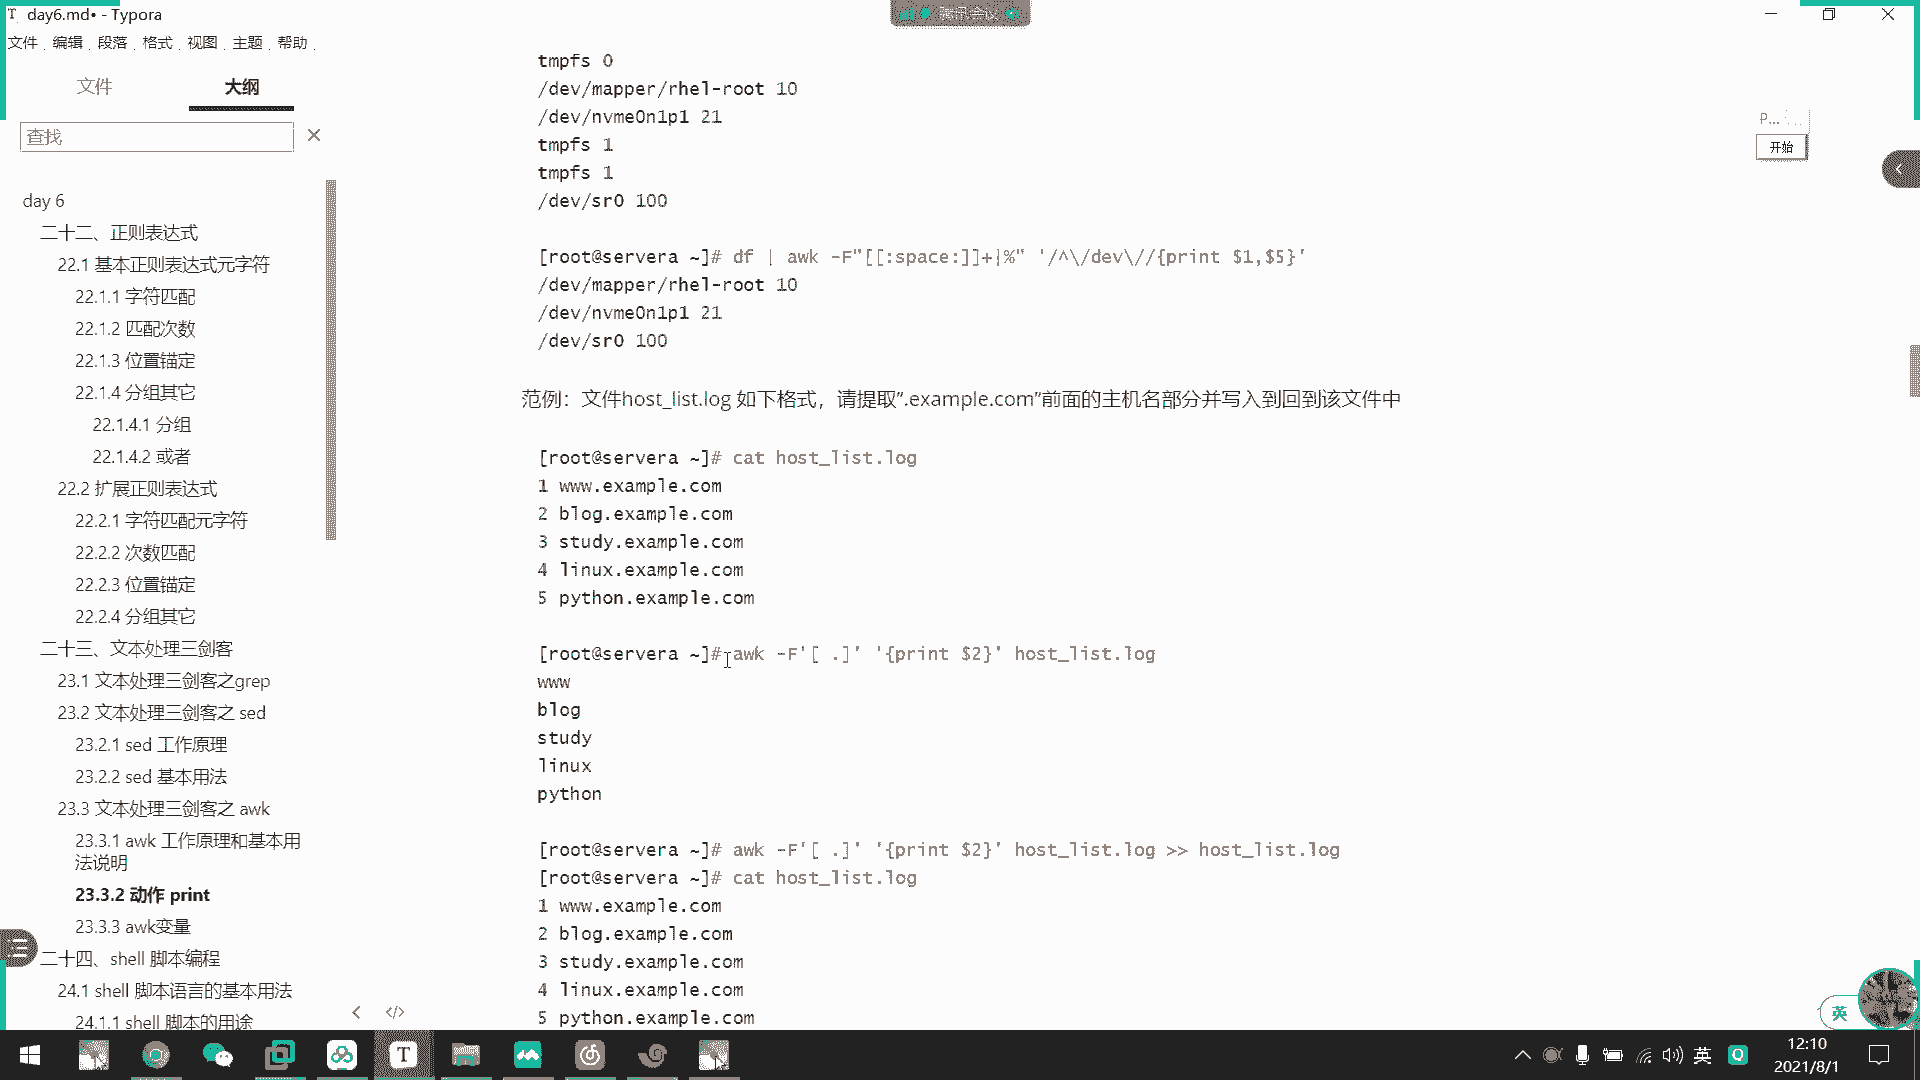 day6.md• - Typora
腾讯会议
文件 编辑 段落 格式 视图 主题 帮助
文件 大纲
查找
day 6
二十二、正则表达式
22.1 基本正则表达式元字符
22.1.1 字符匹配
22.1.2 匹配次数
22.1.3 位置锚定
22.1.4 分组其它
22.1.4.1 分组
22.1.4.2 或者
22.2 扩展正则表达式
22.2.1 字符匹配元字符
22.2.2 次数匹配
22.2.3 位置锚定
22.2.4 分组其它
二十三、文本处理三剑客
23.1 文本处理三剑客之grep
23.2 文本处理三剑客之 sed
23.2.1 sed 工作原理
23.2.2 sed 基本用法
23.3 文本处理三剑客之 awk
23.3.1 awk 工作原理和基本用
法说明
23.3.2 动作 print
23.3.3 awk变量
二十四、shell 脚本编程
24.1 shell 脚本语言的基本用法
24.1.1 shell 脚本的用途
tmpfs 0
/dev/mapper/rhel-root 10
/dev/nvme0n1p1 21
tmpfs 1
tmpfs 1
/dev/sr0 100
[root@servera ~]# df | awk -F"[[:space:]]+|%" '/^\/dev\//{print $1,$5}'
/dev/mapper/rhel-root 10
/dev/nvme0n1p1 21
/dev/sr0 100
范例：文件host_list.log 如下格式，请提取”.example.com”前面的主机名部分并写入到回到该文件中
[root@servera ~]# cat host_list.log
1 www.example.com
2 blog.example.com
3 study.example.com
4 linux.example.com
5 python.example.com
[root@servera ~]# awk -F'[ .]' '{print $2}' host_list.log
www
blog
study
linux
python
[root@servera ~]# awk -F'[ .]' '{print $2}' host_list.log >> host_list.log
[root@servera ~]# cat host_list.log
1 www.example.com
2 blog.example.com
3 study.example.com
4 linux.example.com
5 python.example.com
P...
开始
英
英
12:10
2021/8/1